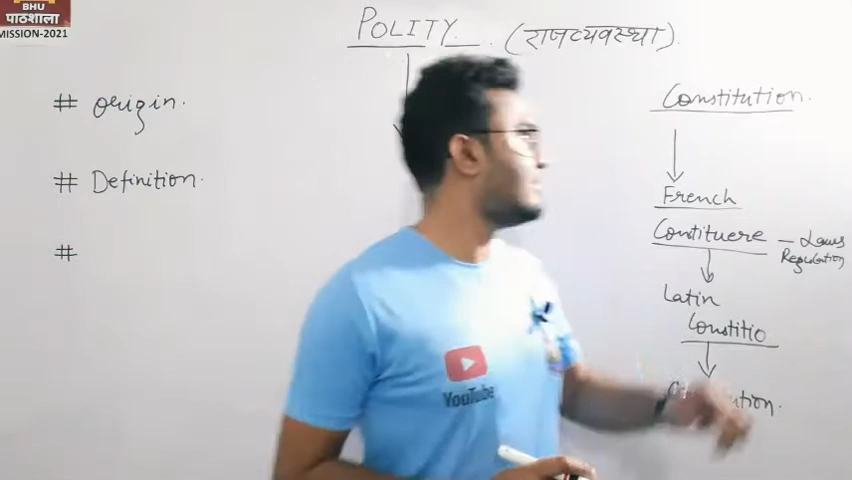 BHU
पाठशाला
MISSION-2021
POLITY (राजव्यवस्था).
# Origin.
# Definition.
#
Constitution.
French
Constituere - Laws
Regulation
Latin
Constitio
YouTube